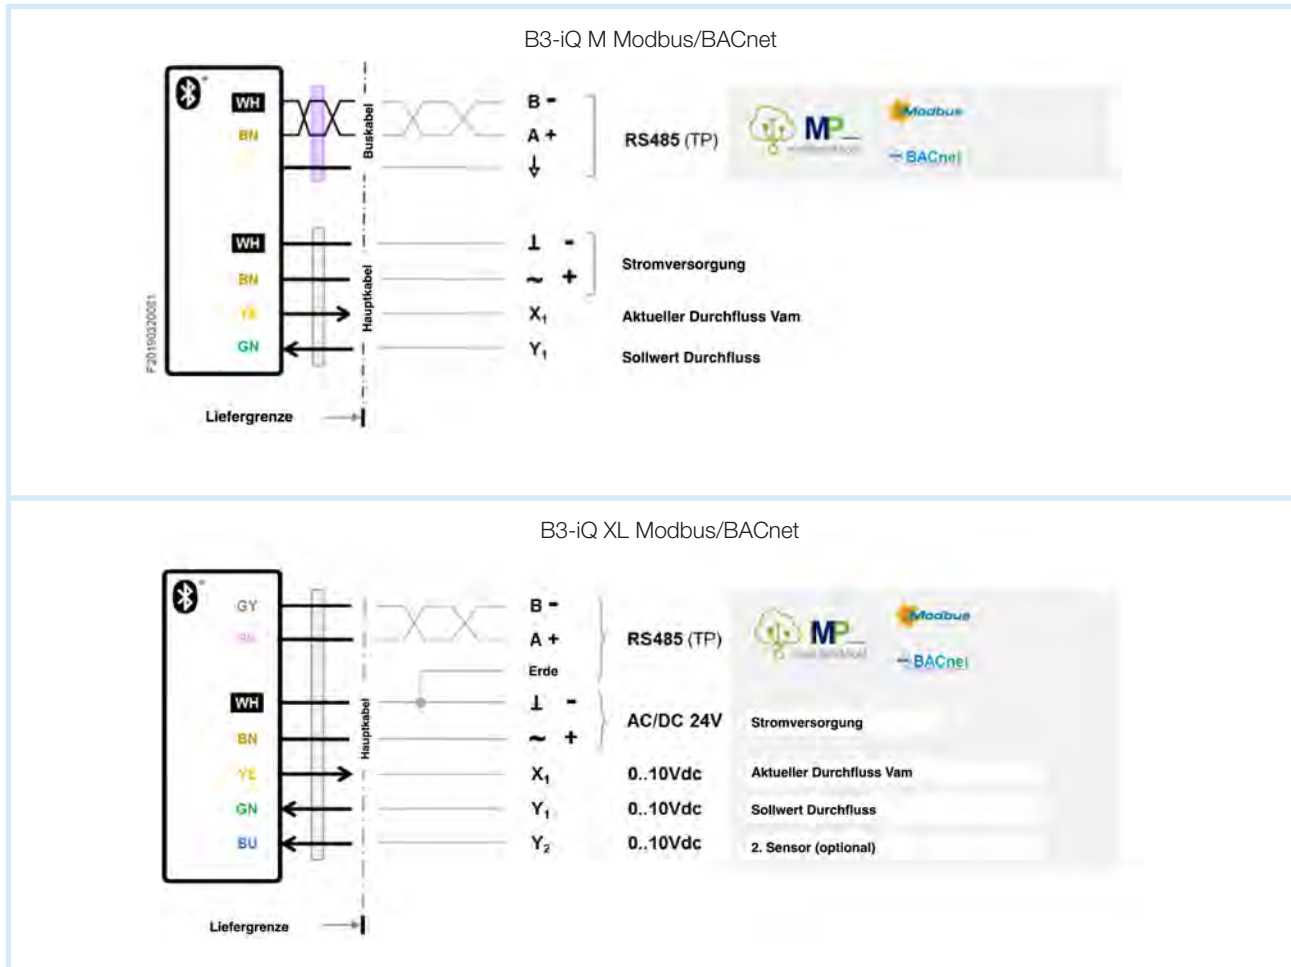 B3-iQ M Modbus/BACnet
WH
BN
Buskabel
B -
A +
RS485 (TP)
MP
Modbus
BACnet
WH
BN
YE
GN
Hauptkabel
⊥ -
~ +
Stromversorgung
X₁ Aktueller Durchfluss Vam
Y₁ Sollwert Durchfluss
Liefergrenze
B3-iQ XL Modbus/BACnet
GY
B -
A +
Erde
RS485 (TP)
MP
Modbus
BACnet
WH
BN
YE
GN
BU
Hauptkabel
⊥ -
~ +
AC/DC 24V Stromversorgung
X₁ 0..10Vdc Aktueller Durchfluss Vam
Y₁ 0..10Vdc Sollwert Durchfluss
Y₂ 0..10Vdc 2. Sensor (optional)
Liefergrenze